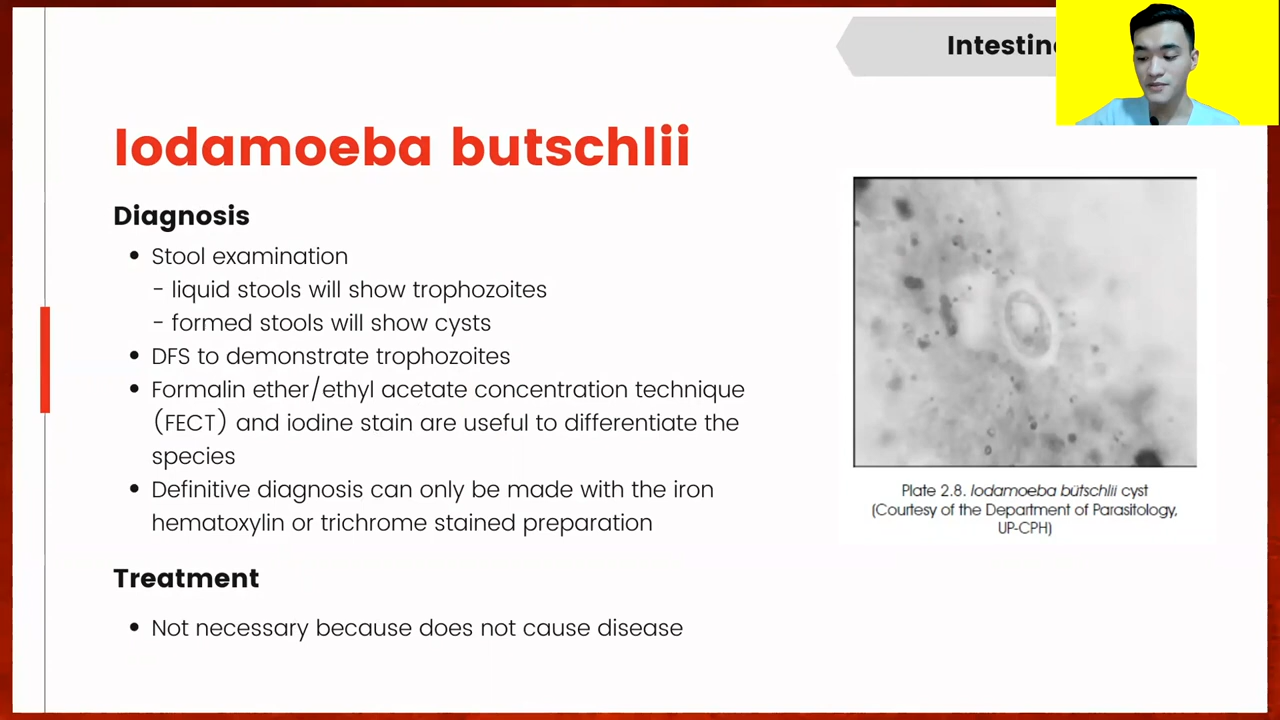 Iodamoeba butschlii
Diagnosis
• Stool examination
- liquid stools will show trophozoites
- formed stools will show cysts
• DFS to demonstrate trophozoites
• Formalin ether/ethyl acetate concentration technique
(FECT) and iodine stain are useful to differentiate the
species
• Definitive diagnosis can only be made with the iron
hematoxylin or trichrome stained preparation
Treatment
• Not necessary because does not cause disease
Plate 2.8. Iodamoeba bütschlii cyst
(Courtesy of the Department of Parasitology,
UP-CPH)